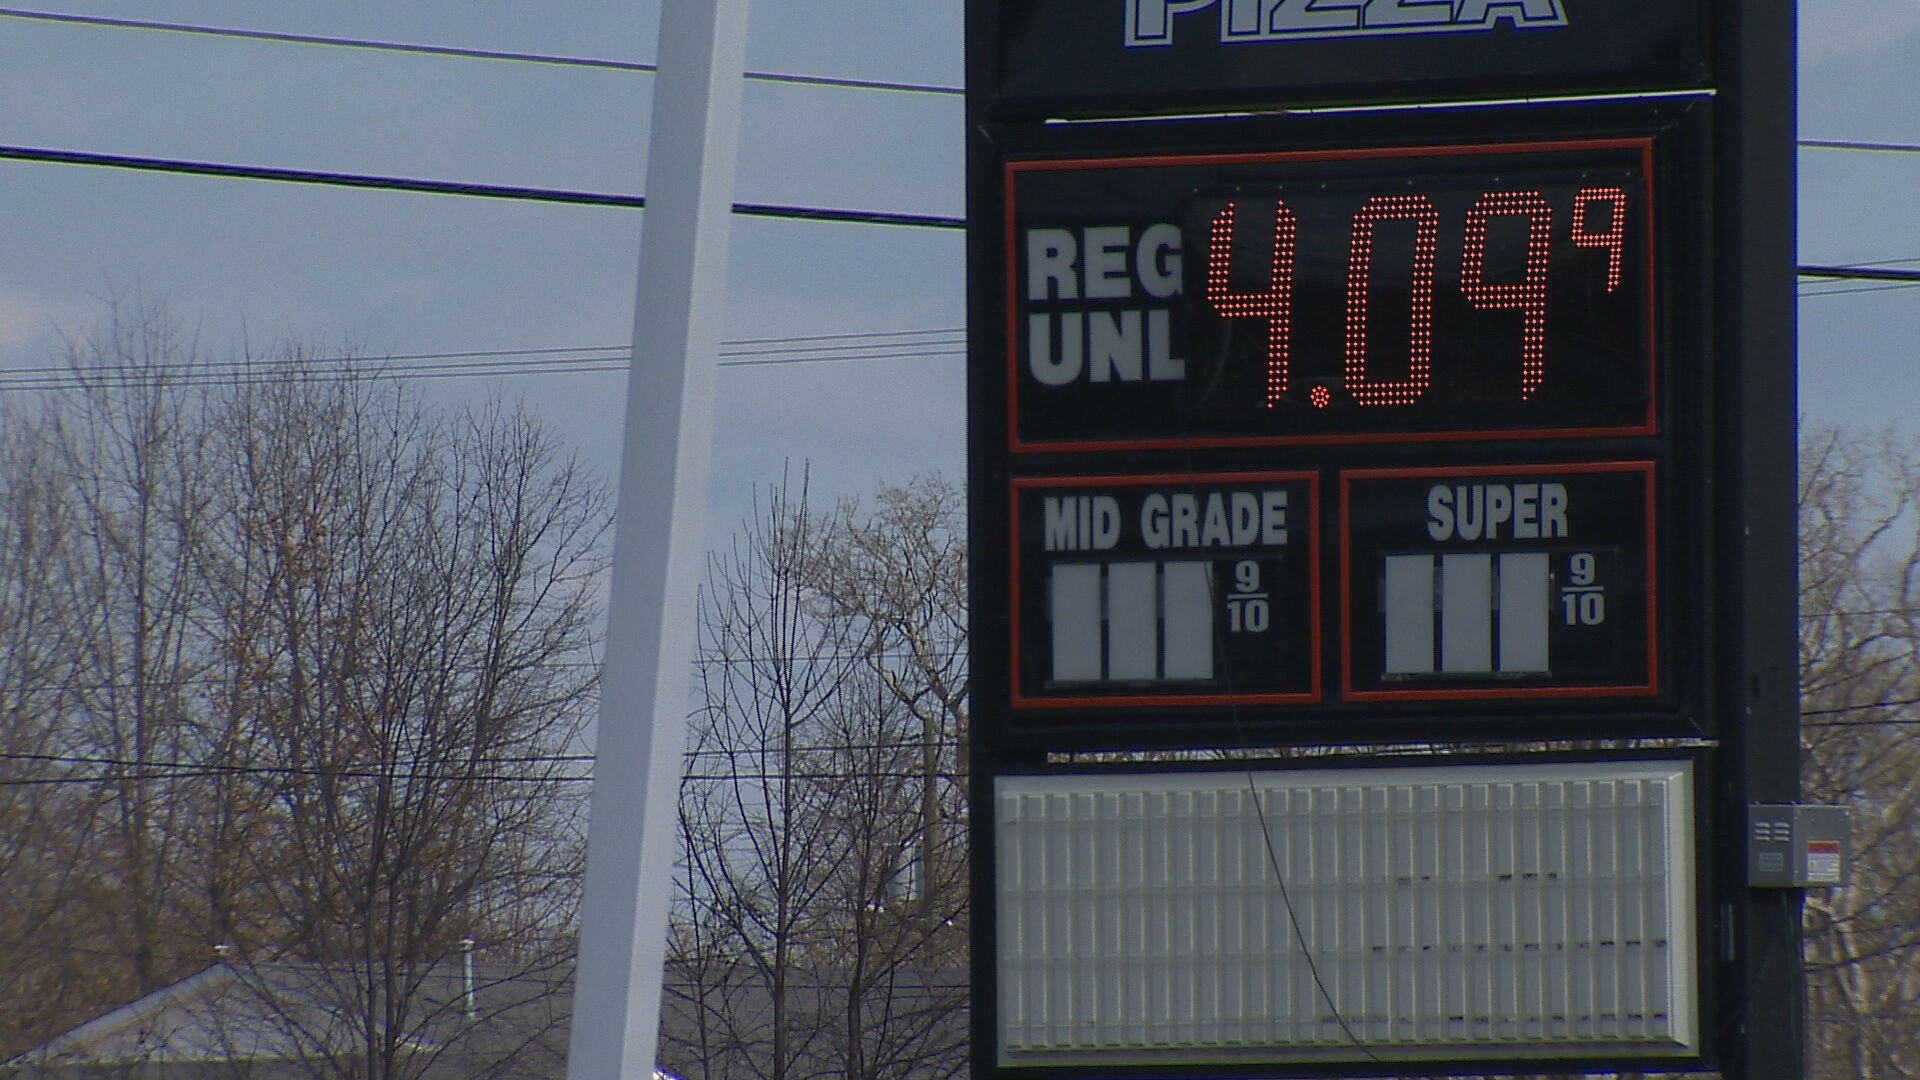 PIZZA
REG
UNL
4.09 9
MID GRADE
9
10
SUPER
9
10